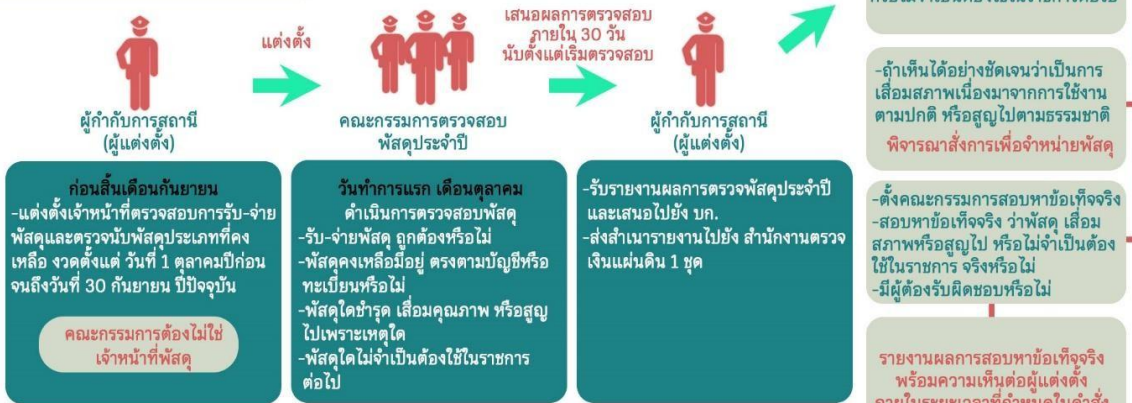 แต่งตั้ง
เสนอผลการตรวจสอบ
ภายใน 30 วัน
นับตั้งแต่เริ่มตรวจสอบ
ผู้กำกับการสถานี
(ผู้แต่งตั้ง)
คณะกรรมการตรวจสอบ
พัสดุประจำปี
ผู้กำกับการสถานี
(ผู้แต่งตั้ง)
ก่อนสิ้นเดือนกันยายน
-แต่งตั้งเจ้าหน้าที่ตรวจสอบการรับ-จ่าย
พัสดุและตรวจนับพัสดุประเภทที่คง
เหลือ งวดตั้งแต่ วันที่ 1 ตุลาคมปีก่อน
จนถึงวันที่ 30 กันยายน ปีปัจจุบัน
คณะกรรมการต้องไม่ใช่
เจ้าหน้าที่พัสดุ
วันทำการแรก เดือนตุลาคม
ดำเนินการตรวจสอบพัสดุ
-รับ-จ่ายพัสดุ ถูกต้องหรือไม่
-พัสดุคงเหลือมีอยู่ ตรงตามบัญชีหรือ
ทะเบียนหรือไม่
-พัสดุใดชำรุด เสื่อมคุณภาพ หรือสูญ
ไปเพราะเหตุใด
-พัสดุใดไม่จำเป็นต้องใช้ในราชการ
ต่อไป
-รับรายงานผลการตรวจพัสดุประจำปี
และเสนอไปยัง บก.
-ส่งสำเนารายงานไปยัง สำนักงานตรวจ
เงินแผ่นดิน 1 ชุด
-ถ้าเห็นได้อย่างชัดเจนว่าเป็นการ
เสื่อมสภาพเนื่องมาจากการใช้งาน
ตามปกติ หรือสูญไปตามธรรมชาติ
พิจารณาสั่งการเพื่อจำหน่ายพัสดุ
-ตั้งคณะกรรมการสอบหาข้อเท็จจริง
-สอบหาข้อเท็จจริง ว่าพัสดุ เสื่อม
สภาพหรือสูญไป หรือไม่จำเป็นต้อง
ใช้ในราชการ จริงหรือไม่
-มีผู้ต้องรับผิดชอบหรือไม่
รายงานผลการสอบหาข้อเท็จจริง
พร้อมความเห็นต่อผู้แต่งตั้ง
ภายในระยะเวลาที่กำหนดในคำสั่ง